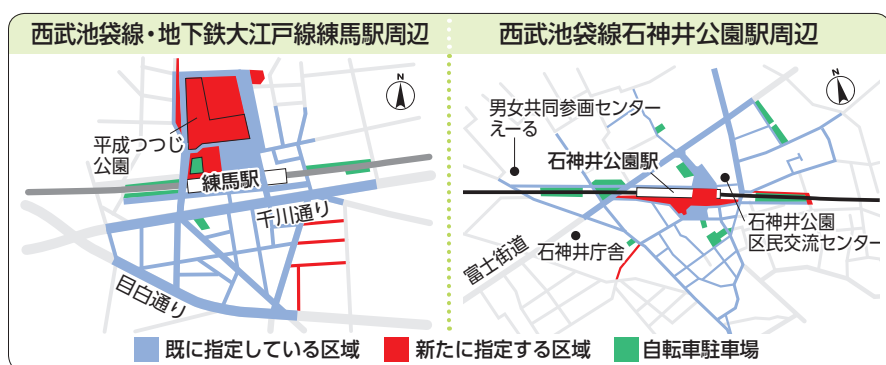 西武池袋線・地下鉄大江戸線練馬駅周辺
N
平成つつじ
公園
練馬駅
千川通り
目白通り
西武池袋線石神井公園駅周辺
N
男女共同参画センター
えーる
石神井公園駅
石神井公園
区民交流センター
石神井庁舎
富士街道
既に指定している区域
新たに指定する区域
自転車駐車場